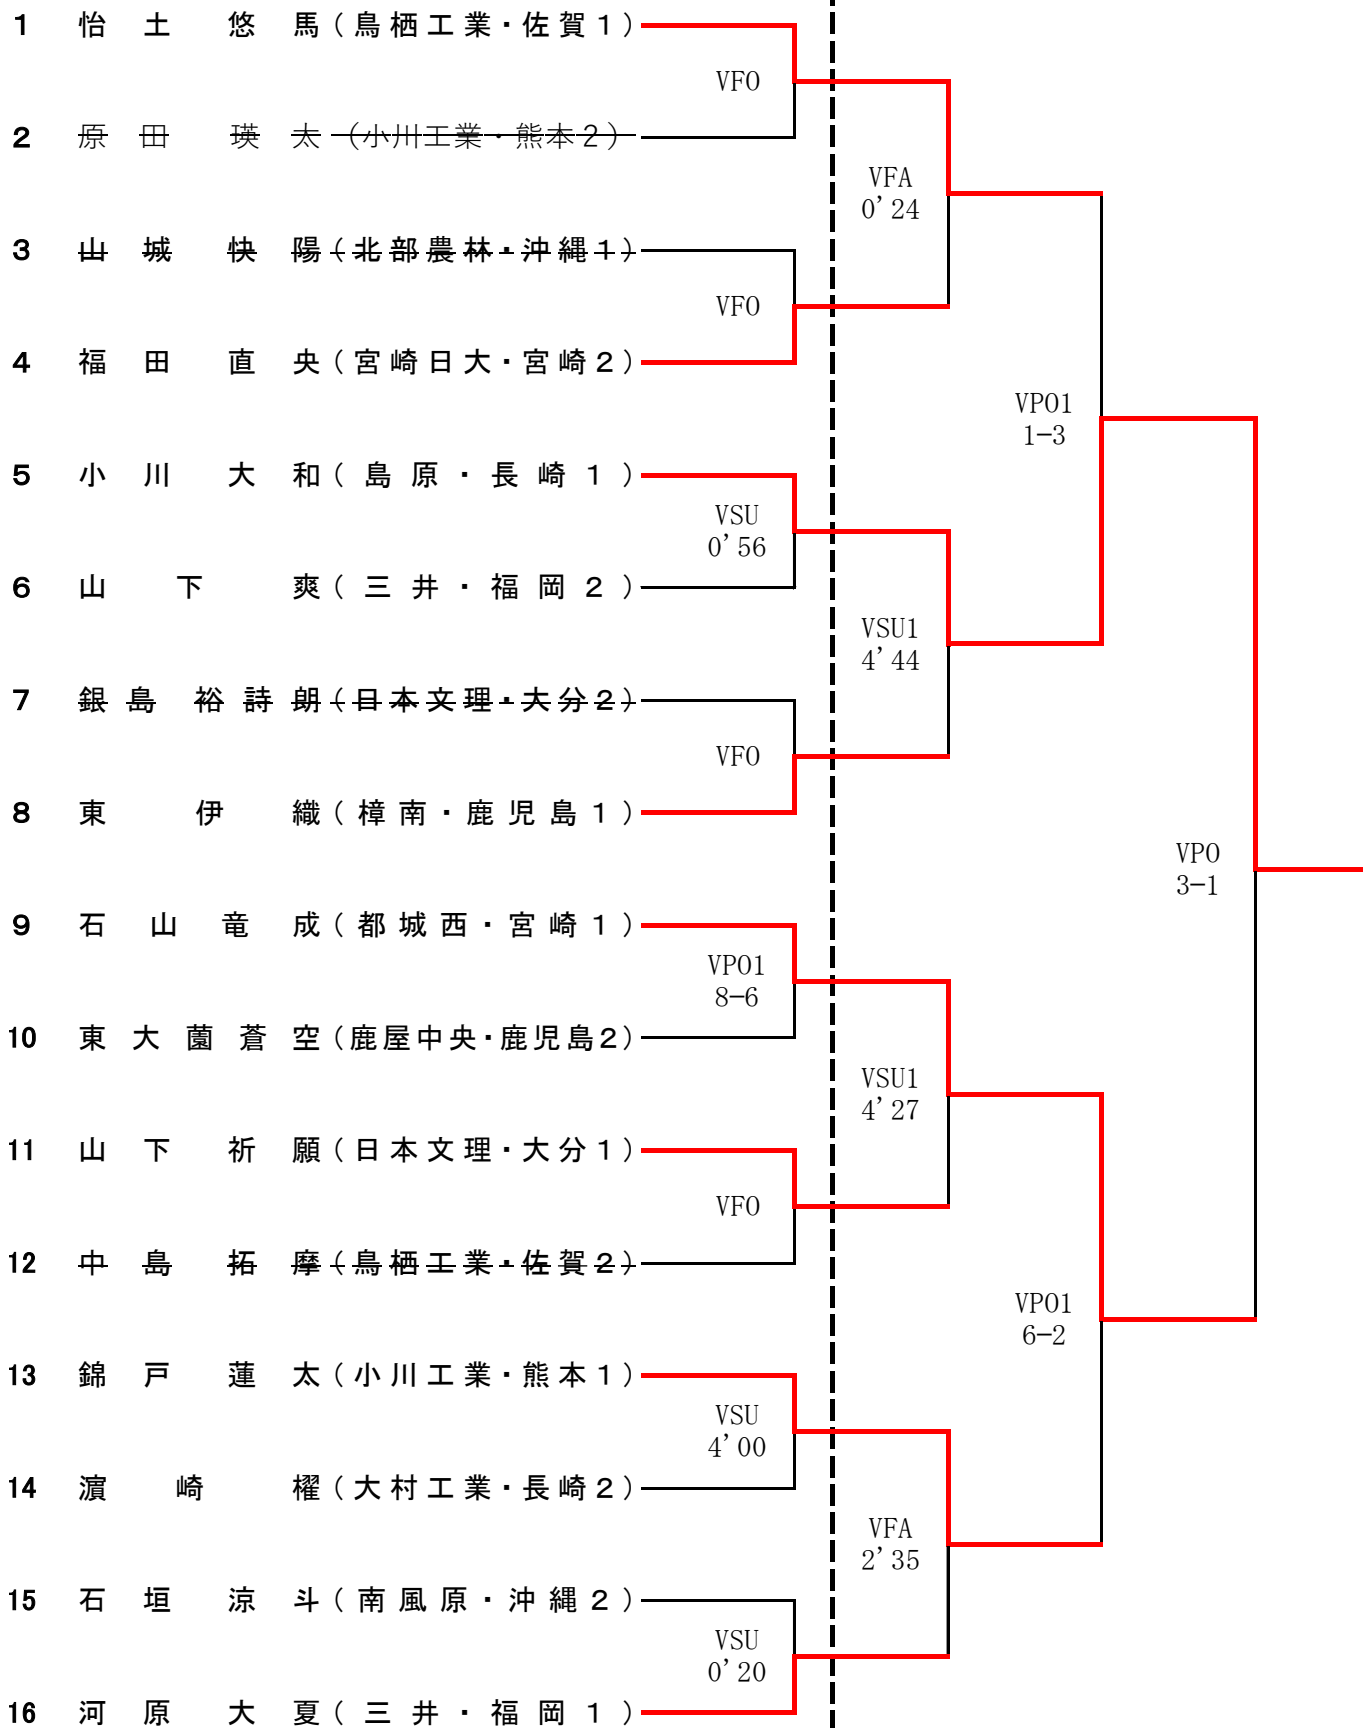 1 怡土 悠馬(鳥栖工業・佐賀1)
VFO
2 原田 瑛太(小川工業・熊本2)
VFA
0'24
3 山城 快陽(北部農林・沖縄1)
VFO
4 福田 直央(宮崎日大・宮崎2)
VPO1
1-3
5 小川 大和(島原・長崎1)
VSU
0'56
6 山下 爽(三井・福岡2)
VSU1
4'44
7 銀島 裕詩朗(日本文理・大分2)
VFO
8 東 伊織(樟南・鹿児島1)
VPO
3-1
9 石山竜成(都城西・宮崎1)
VPO1
8-6
10 東大薗蒼空(鹿屋中央・鹿児島2)
VSU1
4'27
11 山下 祈願(日本文理・大分1)
VFO
12 中島 拓摩(鳥栖工業・佐賀2)
VPO1
6-2
13 錦戸 蓮太(小川工業・熊本1)
VSU
4'00
14 濵崎 櫂(大村工業・長崎2)
VFA
2'35
15 石垣 涼斗(南風原・沖縄2)
VSU
0'20
16 河原 大夏(三井・福岡1)